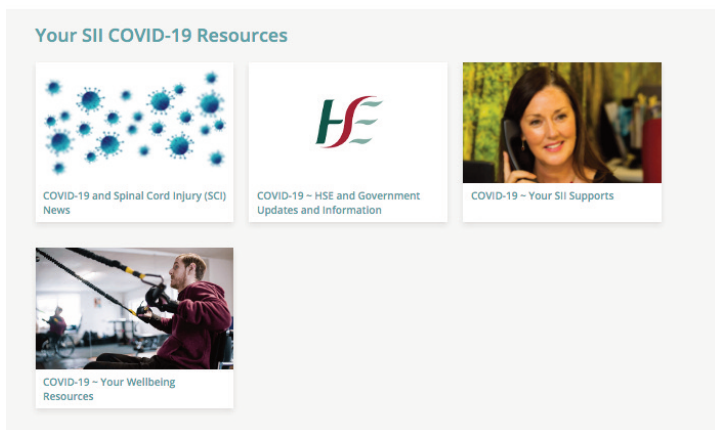 Your SII COVID-19 Resources
HSE
COVID-19 and Spinal Cord Injury (SCI)
News
COVID-19 ~ HSE and Government
Updates and Information
COVID-19 ~ Your SII Supports
COVID-19 ~ Your Wellbeing
Resources